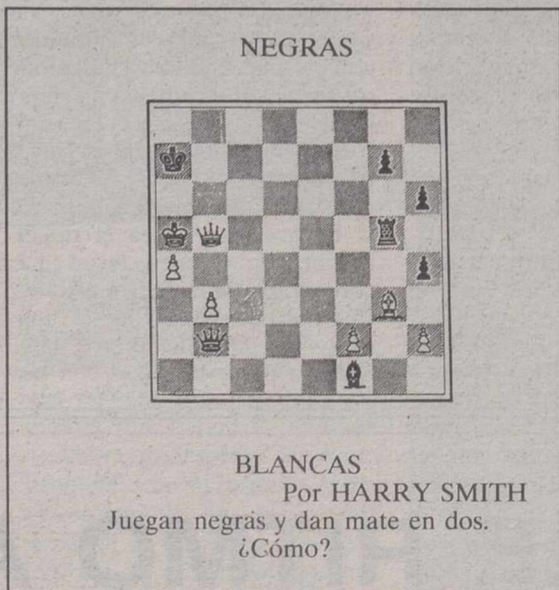 NEGRAS
BLANCAS
Por HARRY SMITH
Juegan negras y dan mate en dos.
¿Cómo?